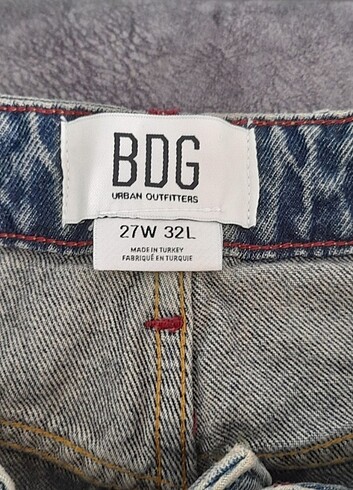 BDG
URBAN OUTFITTERS
27W 32L
MADE IN TURKEY
FABRIQUÉ EN TURQUIE